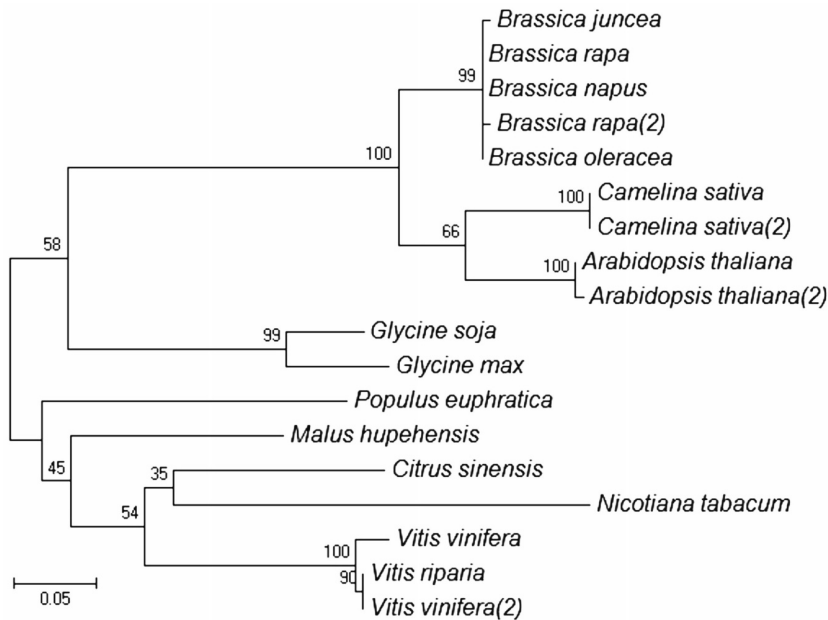 Brassica juncea
Brassica rapa
99
Brassica napus
Brassica rapa(2)
100
Brassica oleracea
100
Camelina sativa
Camelina sativa(2)
66
58
100
Arabidopsis thaliana
Arabidopsis thaliana(2)
99
Glycine soja
Glycine max
Populus euphratica
Malus hupehensis
45
35
Citrus sinensis
54
Nicotiana tabacum
Vitis vinifera
100
90
Vitis riparia
0.05
Vitis vinifera(2)